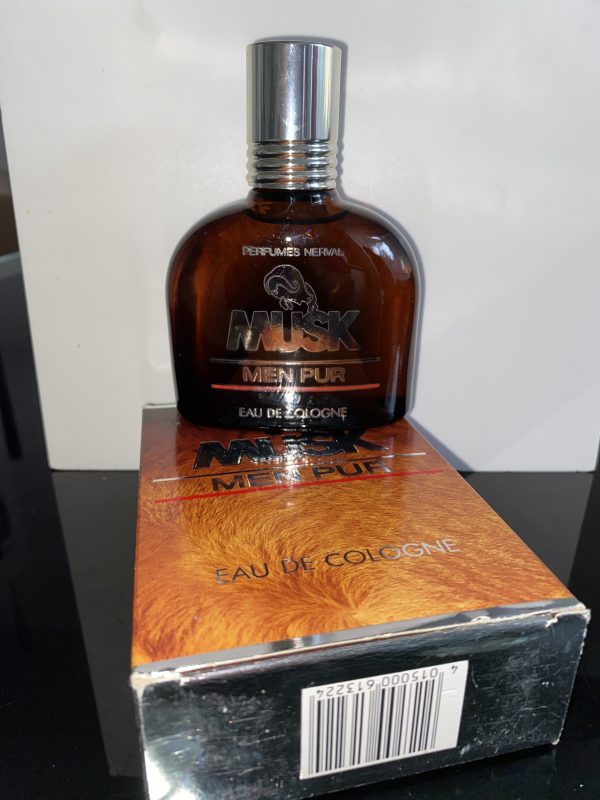 PERFUMES NERVAL
MUSK
MEN PUR
EAU DE COLOGNE
MUSK
MEN PUR
EAU DE COLOGNE
4 015000 613224